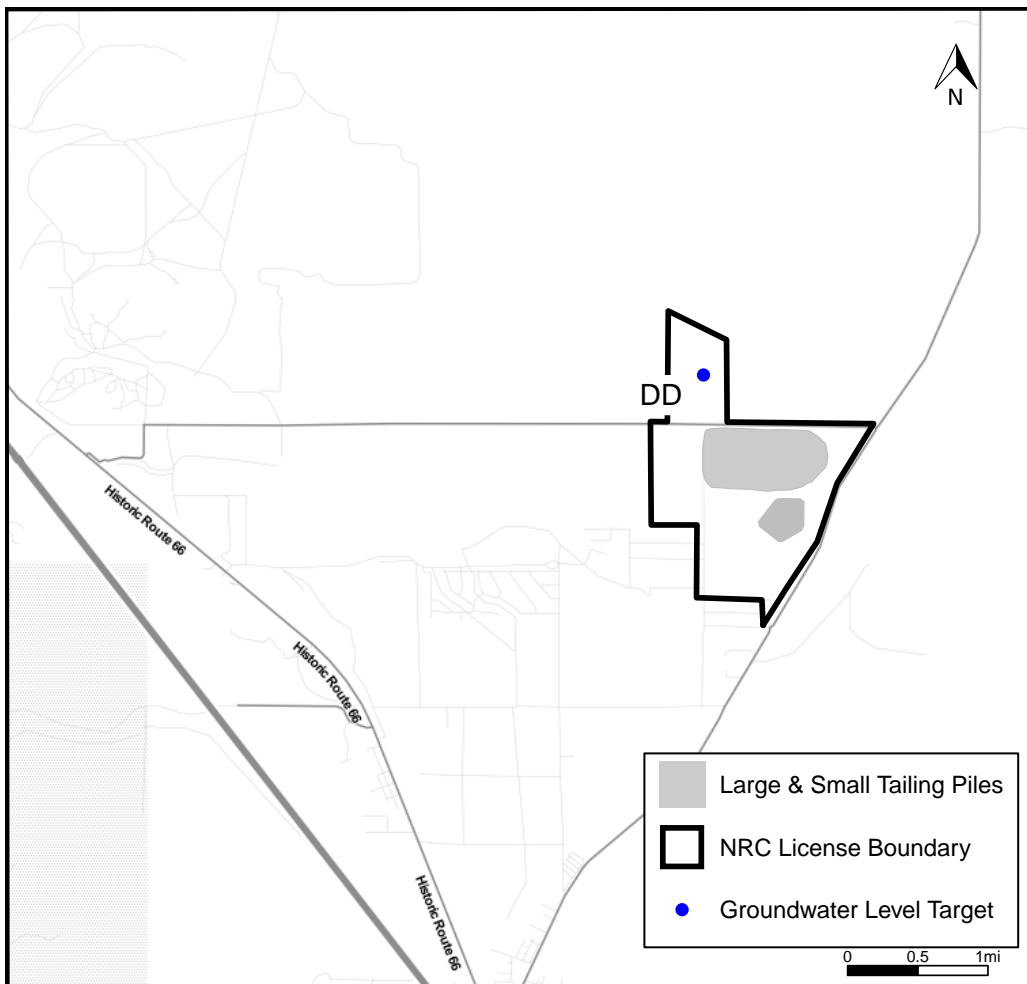 N
DD
Historic Route 66
Historic Route 66
Historic Route 66
Large & Small Tailing Piles
NRC License Boundary
Groundwater Level Target
0 0.5 1mi